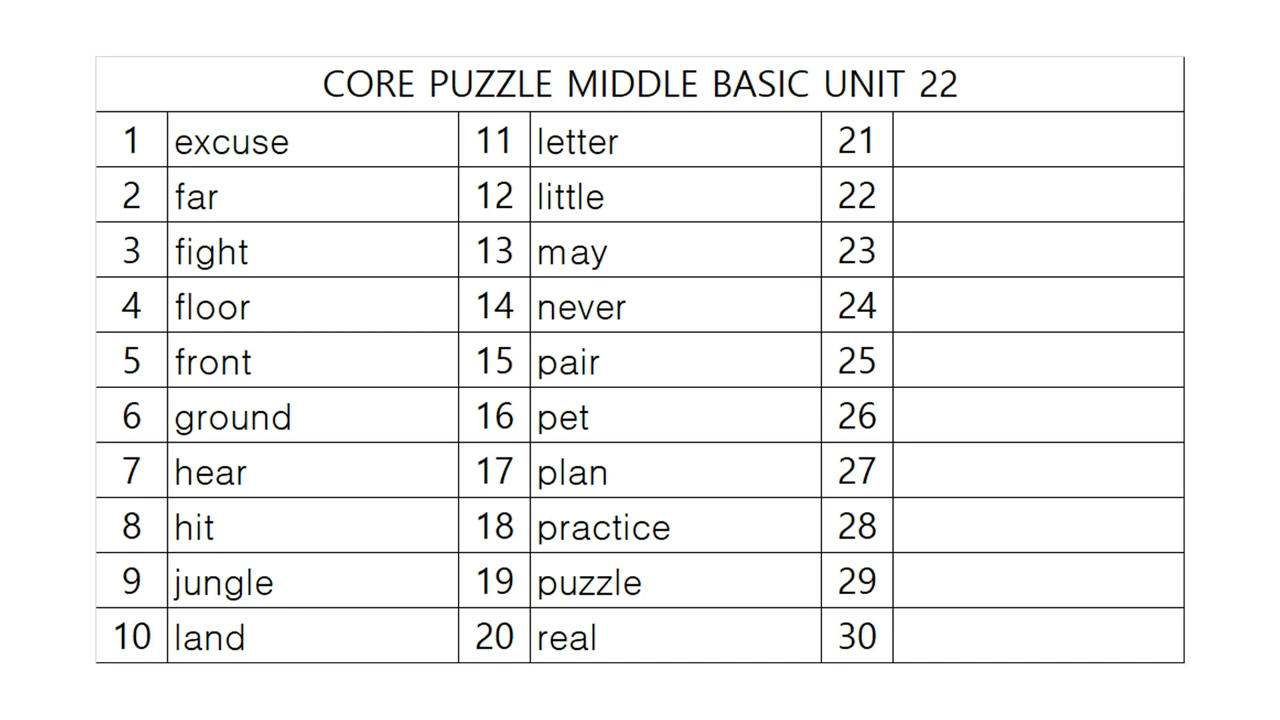 CORE PUZZLE MIDDLE BASIC UNIT 22
1 excuse 11 letter 21
2 far 12 little 22
3 fight 13 may 23
4 floor 14 never 24
5 front 15 pair 25
6 ground 16 pet 26
7 hear 17 plan 27
8 hit 18 practice 28
9 jungle 19 puzzle 29
10 land 20 real 30